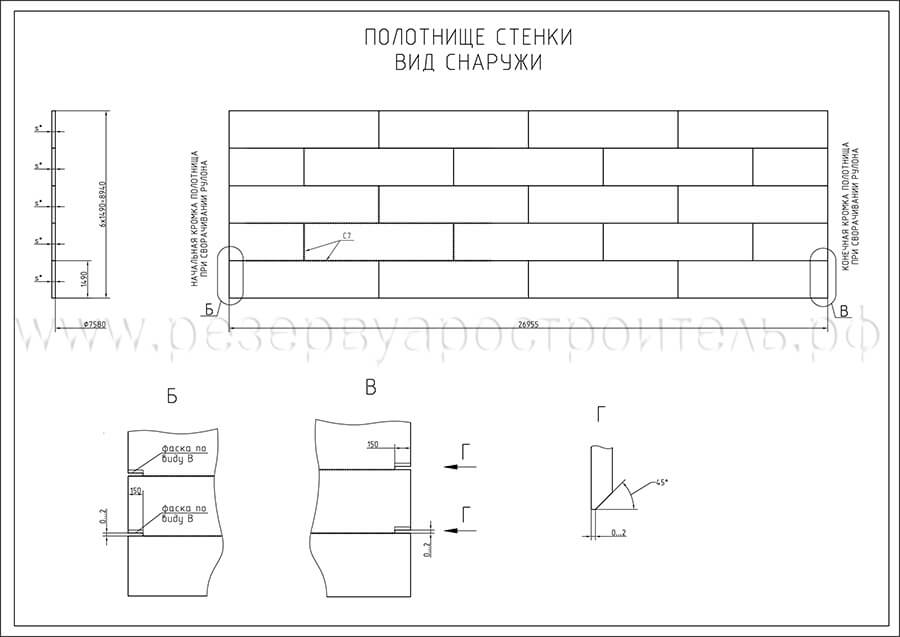 ПОЛОТНИЩЕ СТЕНКИ
ВИД СНАРУЖИ
s*
s*
s*
s*
s*
6х1490=8940
1490
Ø7580
НАЧАЛЬНАЯ КРОМКА ПОЛОТНИЩА
ПРИ СВОРАЧИВАНИИ РУЛОНА
С7
КОНЕЧНАЯ КРОМКА ПОЛОТНИЩА
ПРИ СВОРАЧИВАНИИ РУЛОНА
Б
В
26955
www.резервуаростроитель.рф
Б
фаска по
виду В
150
фаска по
виду В
0...2
В
150
Г
Г
0...2
Г
45°
0...2